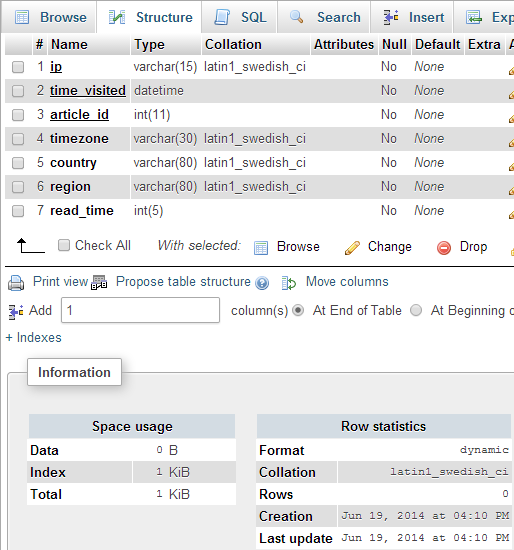 Browse Structure SQL Search Insert Exp
# Name Type Collation Attributes Null Default Extra
1 ip varchar(15) latin1_swedish_ci No None
2 time_visited datetime No None
3 article_id int(11) No None
4 timezone varchar(30) latin1_swedish_ci No None
5 country varchar(80) latin1_swedish_ci No None
6 region varchar(80) latin1_swedish_ci No None
7 read_time int(5) No None
Check All With selected: Browse Change Drop
Print view Propose table structure Move columns
Add 1 column(s) At End of Table At Beginning
+ Indexes
Information
Space usage
Data 0 B
Index 1 KiB
Total 1 KiB
Row statistics
Format dynamic
Collation latin1_swedish_ci
Rows 0
Creation Jun 19, 2014 at 04:10 PM
Last update Jun 19, 2014 at 04:10 PM